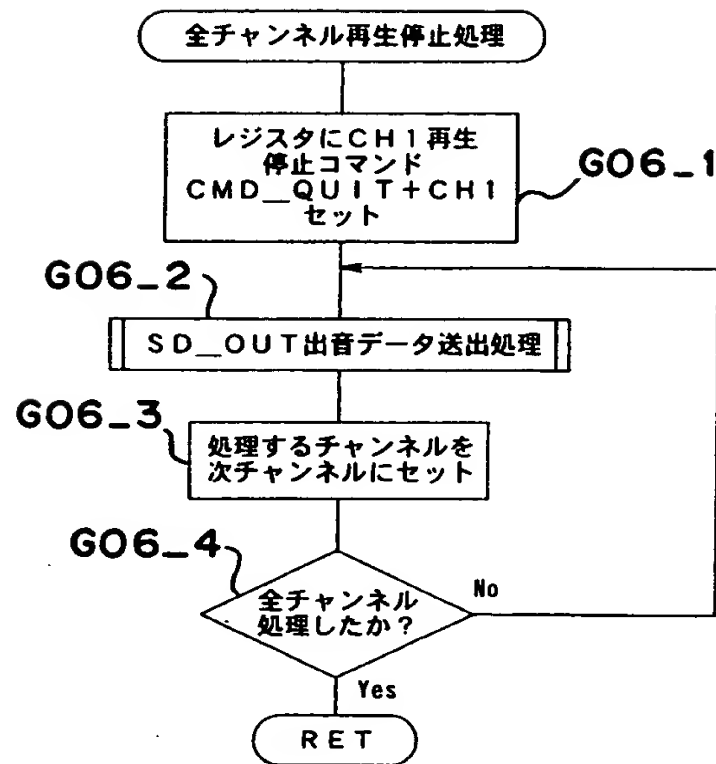 全チャンネル再生停止処理
レジスタにCH1再生
停止コマンド
CMD__QUIT+CH1
セット
G06_1
G06_2
SD__OUT出音データ送出処理
G06_3
処理するチャンネルを
次チャンネルにセット
G06_4
全チャンネル
処理したか?
No
Yes
RET